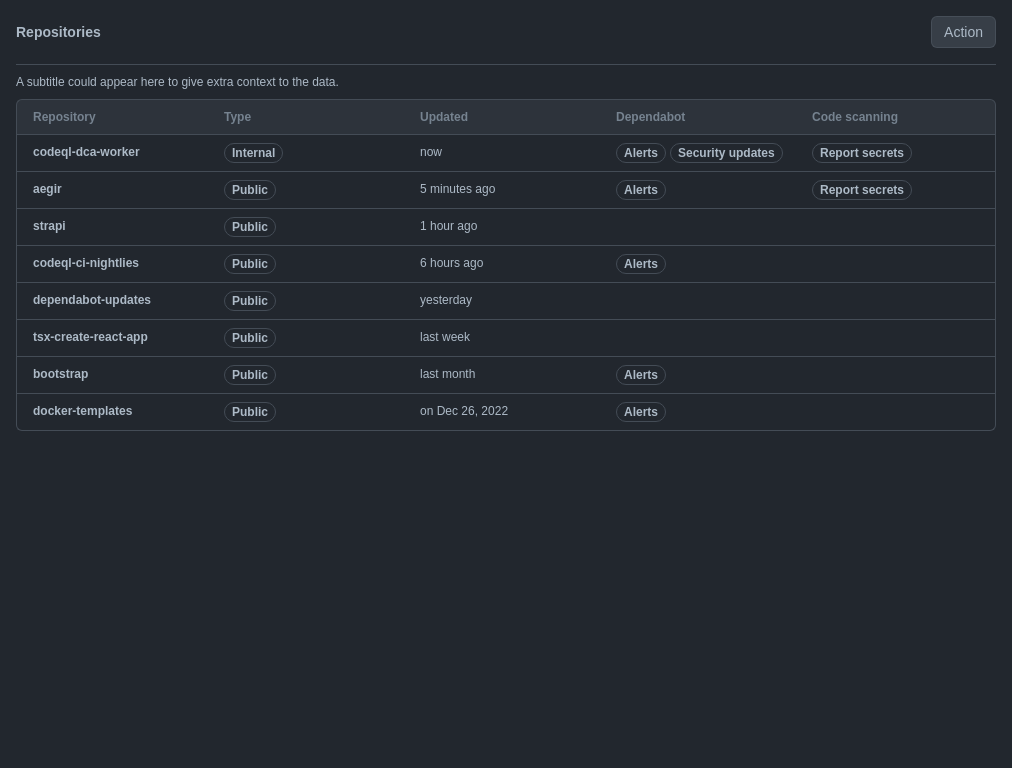 Repositories
Action
A subtitle could appear here to give extra context to the data.
Repository Type Updated Dependabot Code scanning
codeql-dca-worker Internal now Alerts Security updates Report secrets
aegir Public 5 minutes ago Alerts Report secrets
strapi Public 1 hour ago
codeql-ci-nightlies Public 6 hours ago Alerts
dependabot-updates Public yesterday
tsx-create-react-app Public last week
bootstrap Public last month Alerts
docker-templates Public on Dec 26, 2022 Alerts